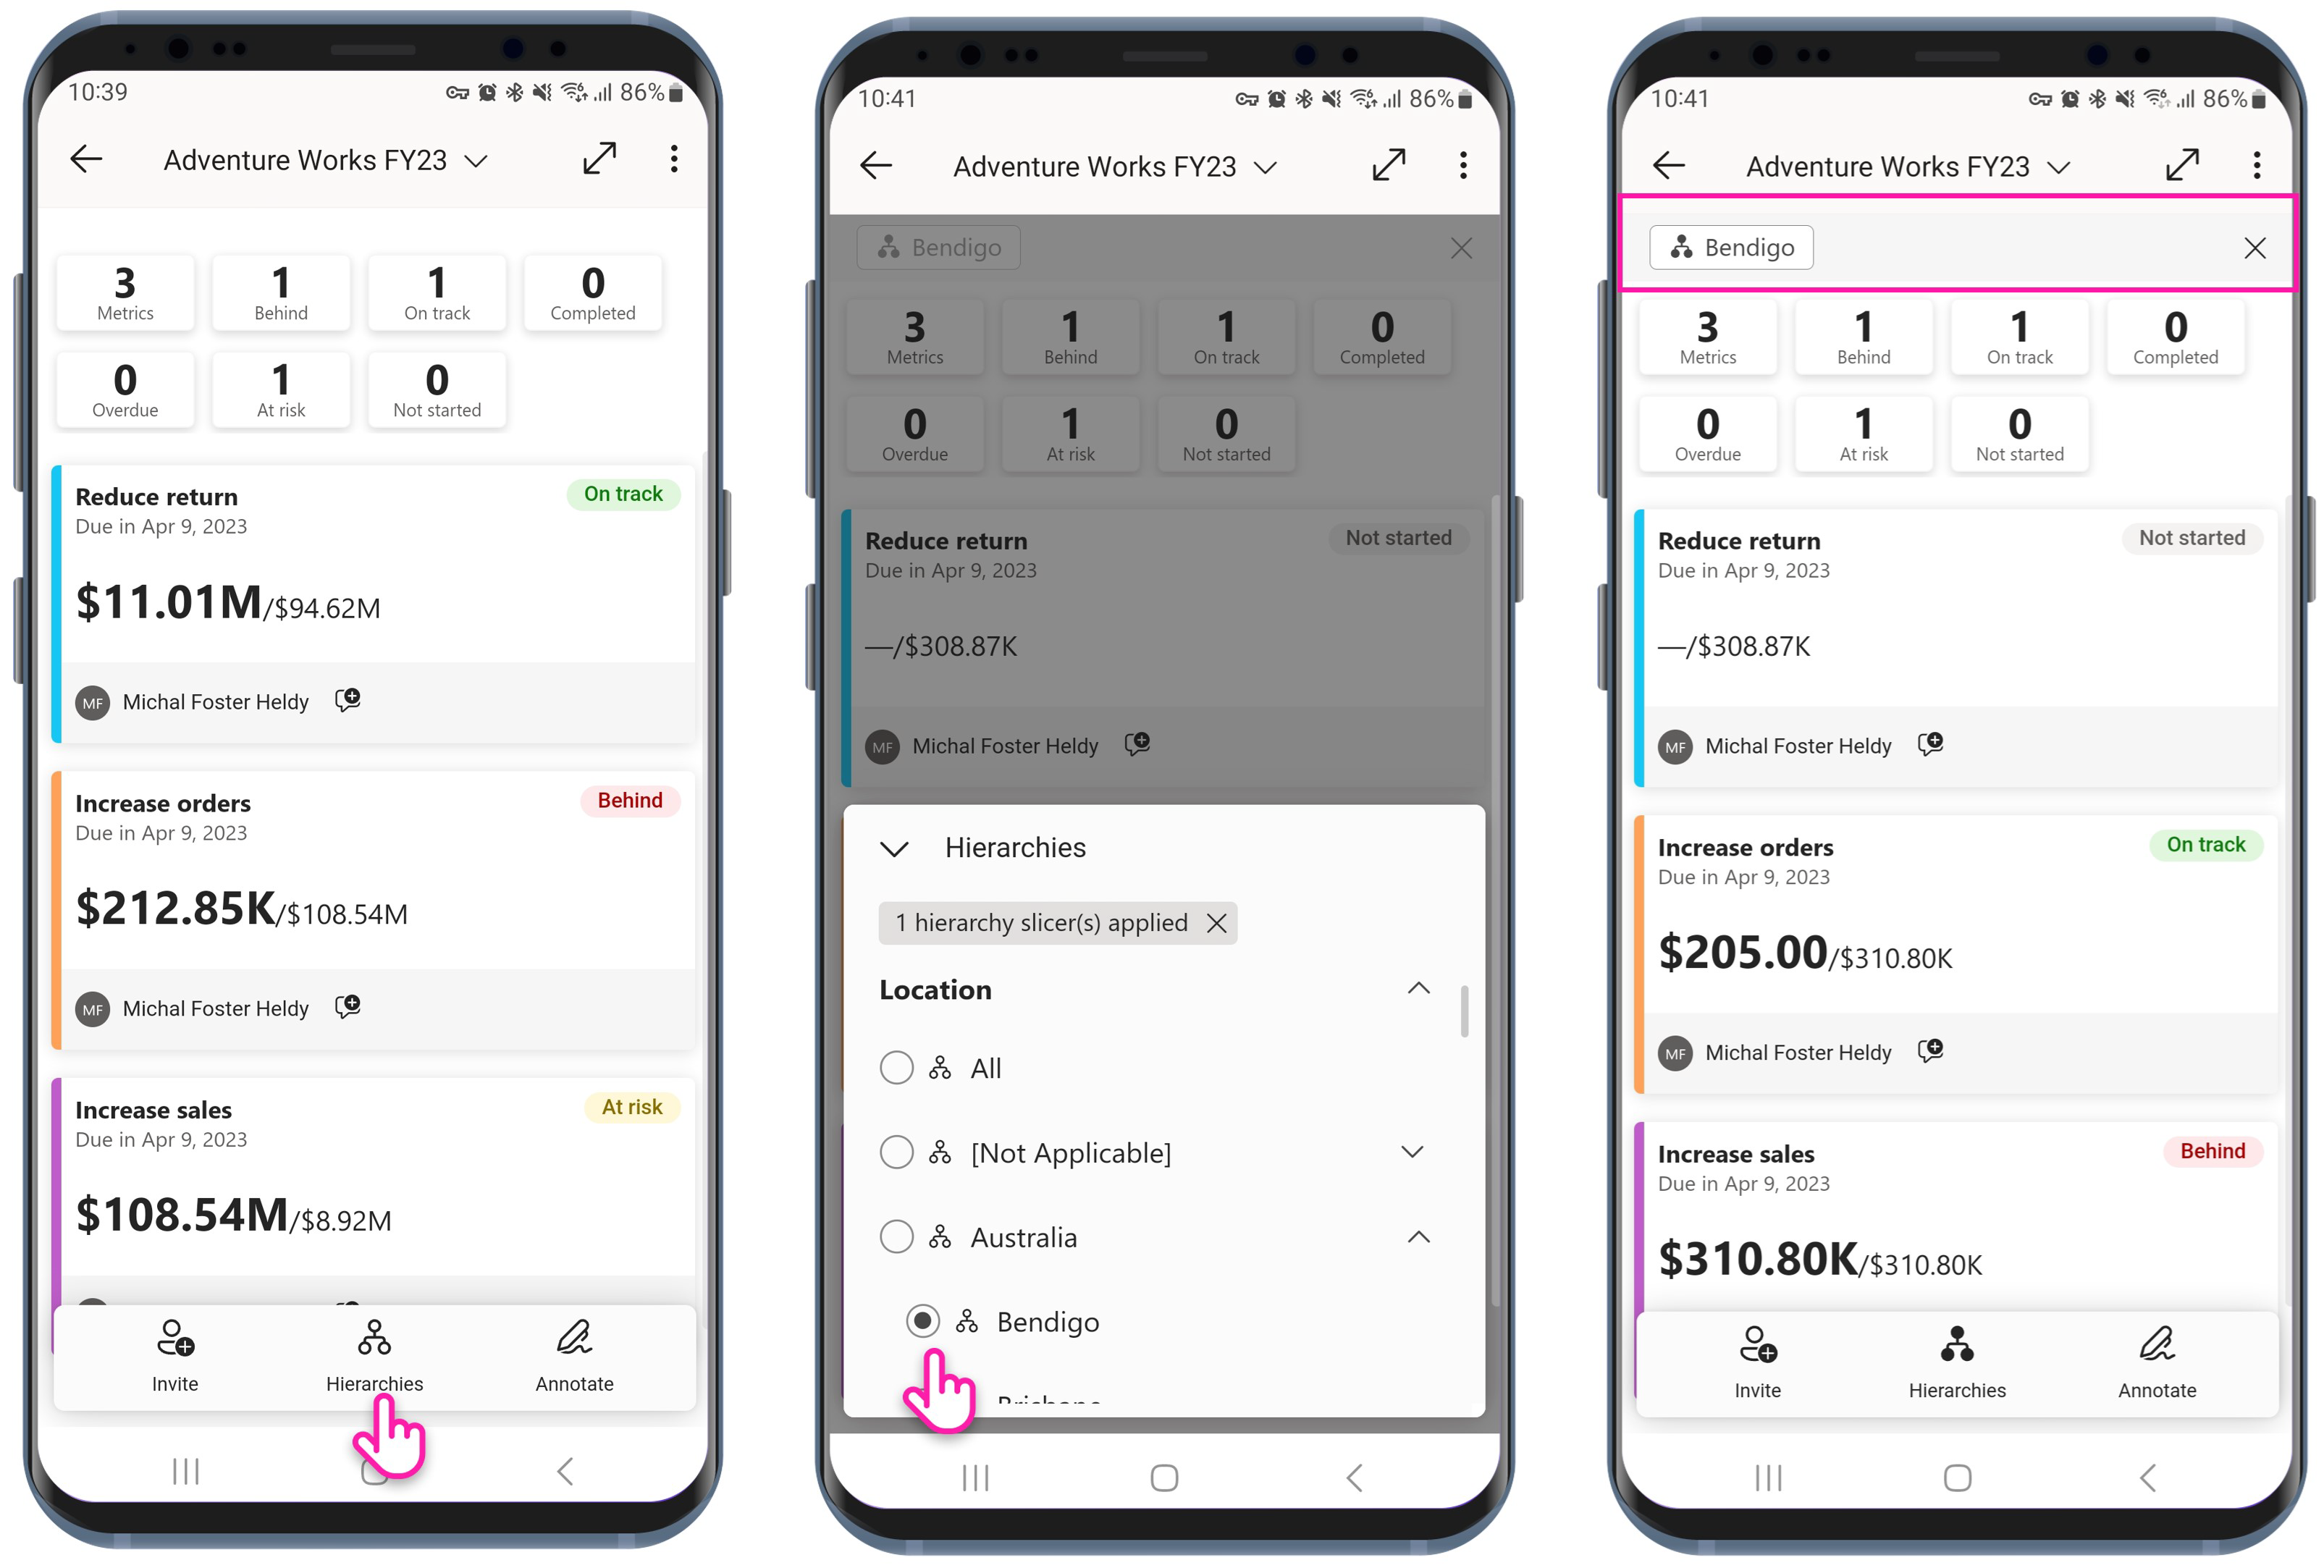 10:39
86%
Adventure Works FY23
3
Metrics
1
Behind
1
On track
0
Completed
0
Overdue
1
At risk
0
Not started
Reduce return
On track
Due in Apr 9, 2023
$11.01M/$94.62M
MF Michal Foster Heldy
Increase orders
Behind
Due in Apr 9, 2023
$212.85K/$108.54M
MF Michal Foster Heldy
Increase sales
At risk
Due in Apr 9, 2023
$108.54M/$8.92M
Invite
Hierarchies
Annotate
10:41
86%
Adventure Works FY23
Bendigo
3
Metrics
1
Behind
1
On track
0
Completed
0
Overdue
1
At risk
0
Not started
Reduce return
Not started
Due in Apr 9, 2023
—/$308.87K
MF Michal Foster Heldy
Hierarchies
1 hierarchy slicer(s) applied
Location
All
[Not Applicable]
Australia
Bendigo
Brisbane
10:41
86%
Adventure Works FY23
Bendigo
3
Metrics
1
Behind
1
On track
0
Completed
0
Overdue
1
At risk
0
Not started
Reduce return
Not started
Due in Apr 9, 2023
—/$308.87K
MF Michal Foster Heldy
Increase orders
On track
Due in Apr 9, 2023
$205.00/$310.80K
MF Michal Foster Heldy
Increase sales
Behind
Due in Apr 9, 2023
$310.80K/$310.80K
Invite
Hierarchies
Annotate